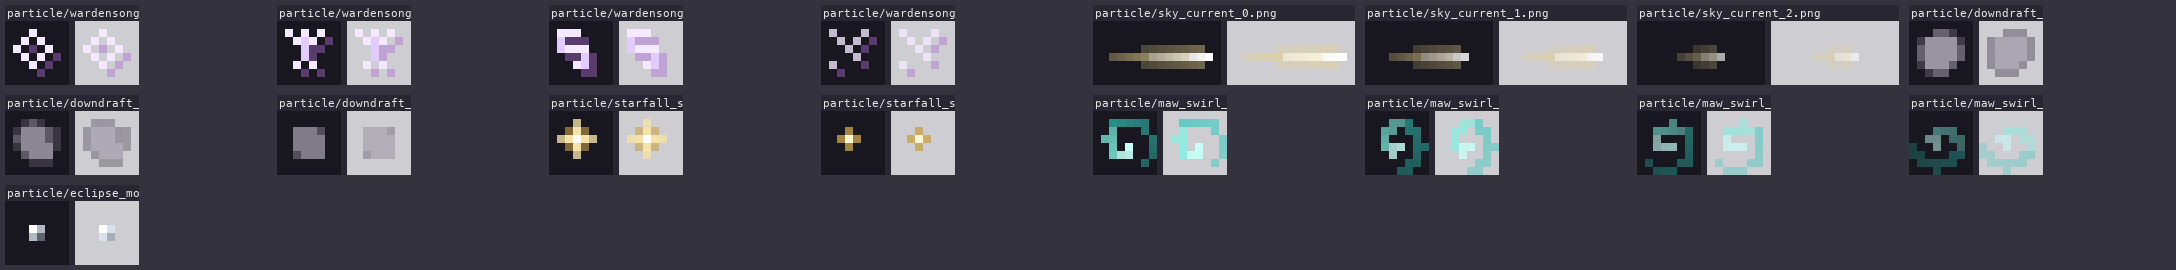 particle/wardensong
particle/wardensong
particle/wardensong
particle/wardensong
particle/sky_current_0.png
particle/sky_current_1.png
particle/sky_current_2.png
particle/downdraft_
particle/downdraft_
particle/downdraft_
particle/starfall_s
particle/starfall_s
particle/maw_swirl_
particle/maw_swirl_
particle/maw_swirl_
particle/maw_swirl_
particle/eclipse_mo